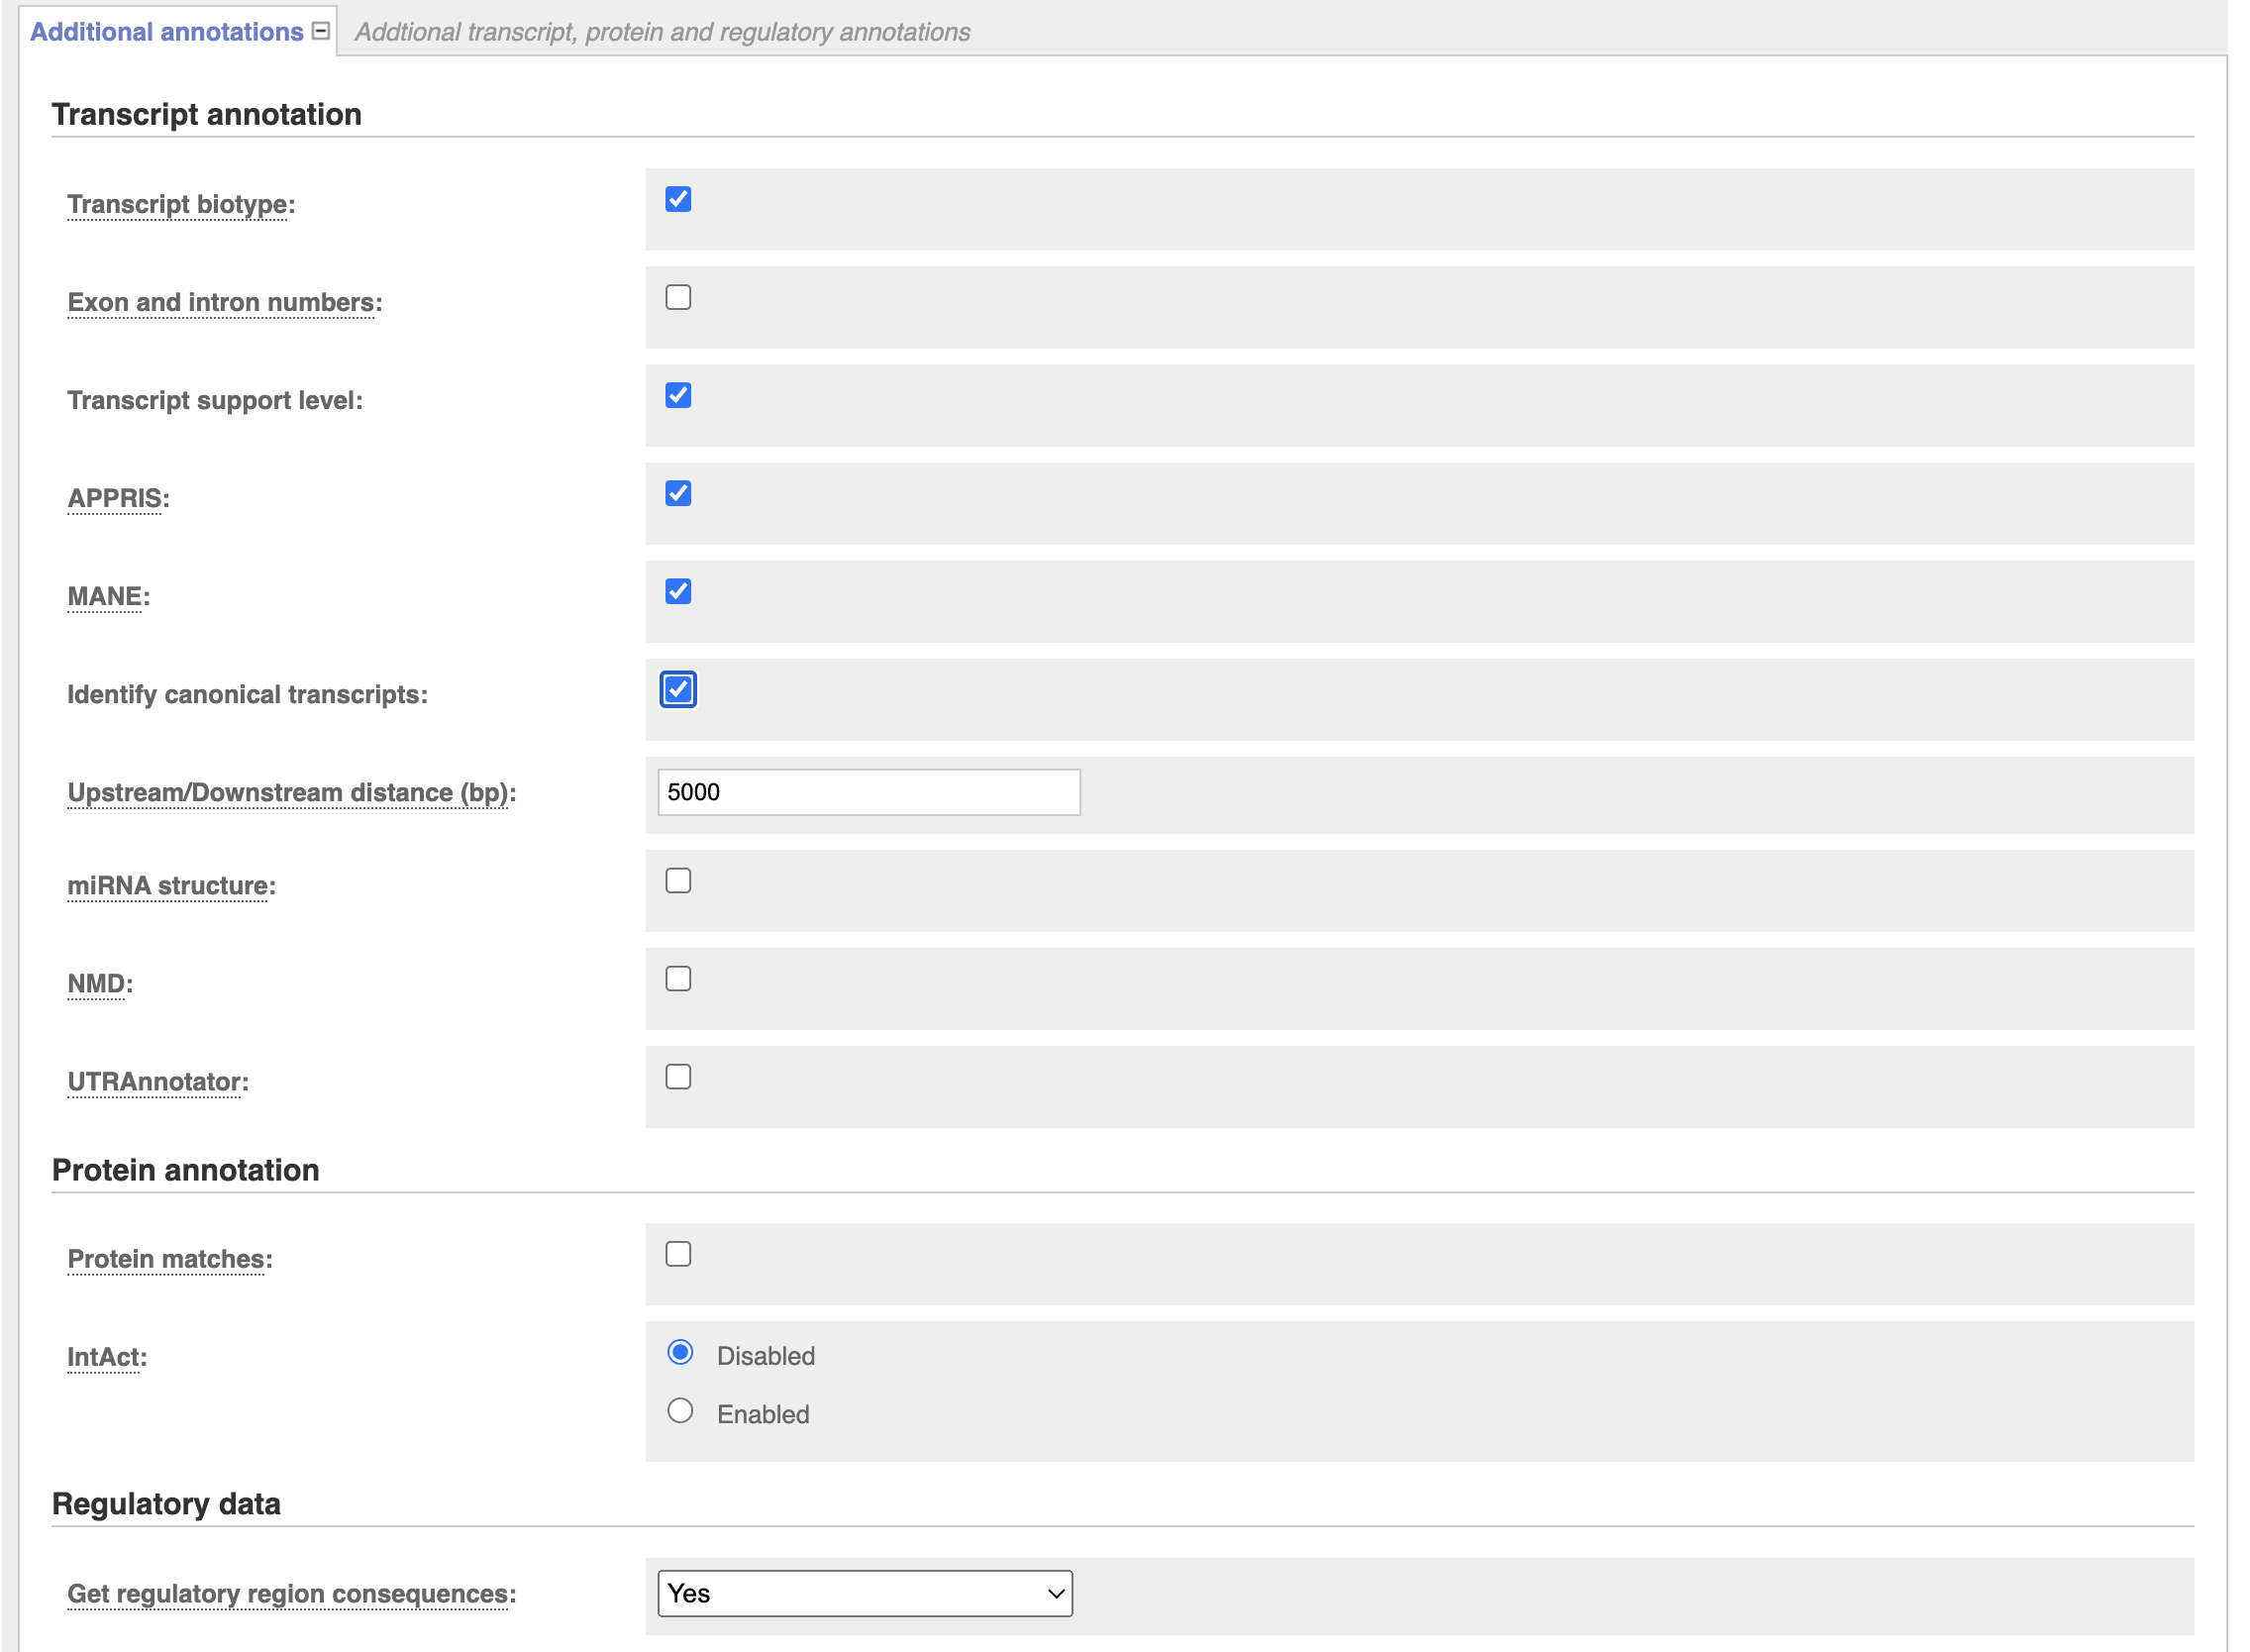 Additional annotations
Addtional transcript, protein and regulatory annotations
Transcript annotation
Transcript biotype:
Exon and intron numbers:
Transcript support level:
APPRIS:
MANE:
Identify canonical transcripts:
Upstream/Downstream distance (bp): 5000
miRNA structure:
NMD:
UTRAnnotator:
Protein annotation
Protein matches:
IntAct: Disabled
Enabled
Regulatory data
Get regulatory region consequences: Yes